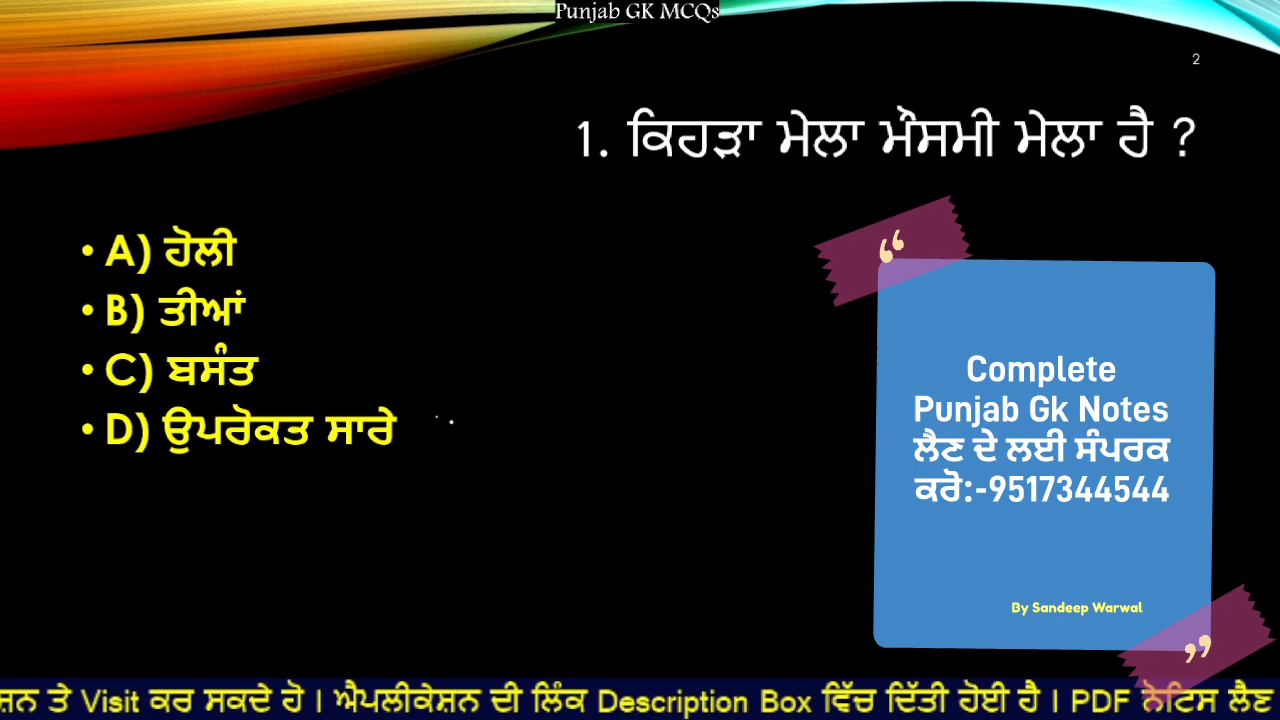 Punjab GK MCQs
2
1. ਕਿਹੜਾ ਮੇਲਾ ਮੌਸਮੀ ਮੇਲਾ ਹੈ ?
• A) ਹੋਲੀ
• B) ਤੀਆਂ
• C) ਬਸੰਤ
• D) ਉਪਰੋਕਤ ਸਾਰੇ
Complete
Punjab Gk Notes
ਲੈਣ ਦੇ ਲਈ ਸੰਪਰਕ
ਕਰੋ:-9517344544
By Sandeep Warwal
ਤੇ Visit ਕਰ ਸਕਦੇ ਹੋ । ਐਪਲੀਕੇਸ਼ਨ ਦੀ ਲਿੰਕ Description Box ਵਿੱਚ ਦਿੱਤੀ ਹੋਈ ਹੈ । PDF ਨੋਟਿਸ ਲੈਣ